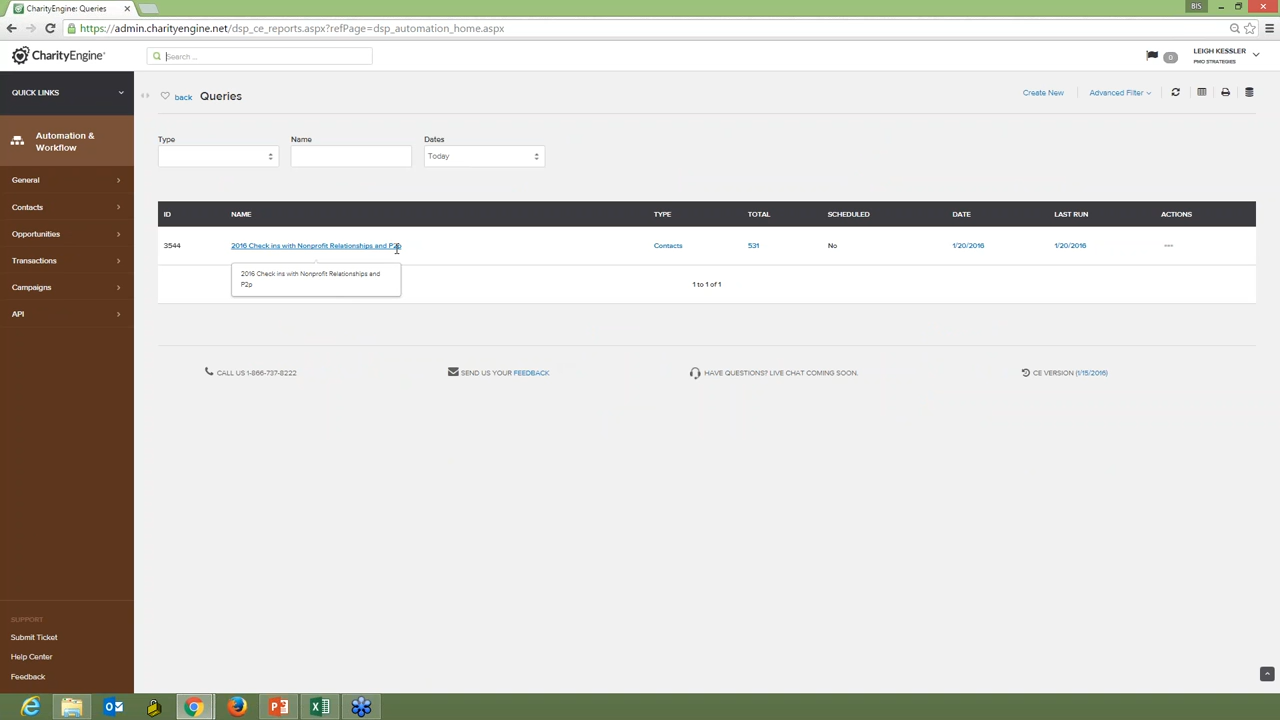 CharityEngine: Queries
BIS
https://admin.charityengine.net/dsp_ce_reports.aspx?refPage=dsp_automation_home.aspx
CharityEngine
Search ...
0
LEIGH KESSLER
PMO STRATEGIES
QUICK LINKS
back
Queries
Create New
Advanced Filter
Automation & Workflow
General
Contacts
Opportunities
Transactions
Campaigns
API
Type
Name
Dates
Today
ID NAME TYPE TOTAL SCHEDULED DATE LAST RUN ACTIONS
3544 2016 Check ins with Nonprofit Relationships and P2p Contacts 531 No 1/20/2016 1/20/2016
2016 Check ins with Nonprofit Relationships and
P2p
1 to 1 of 1
CALL US 1-866-737-8222
SEND US YOUR FEEDBACK
HAVE QUESTIONS? LIVE CHAT COMING SOON.
CE VERSION (1/15/2016)
SUPPORT
Submit Ticket
Help Center
Feedback